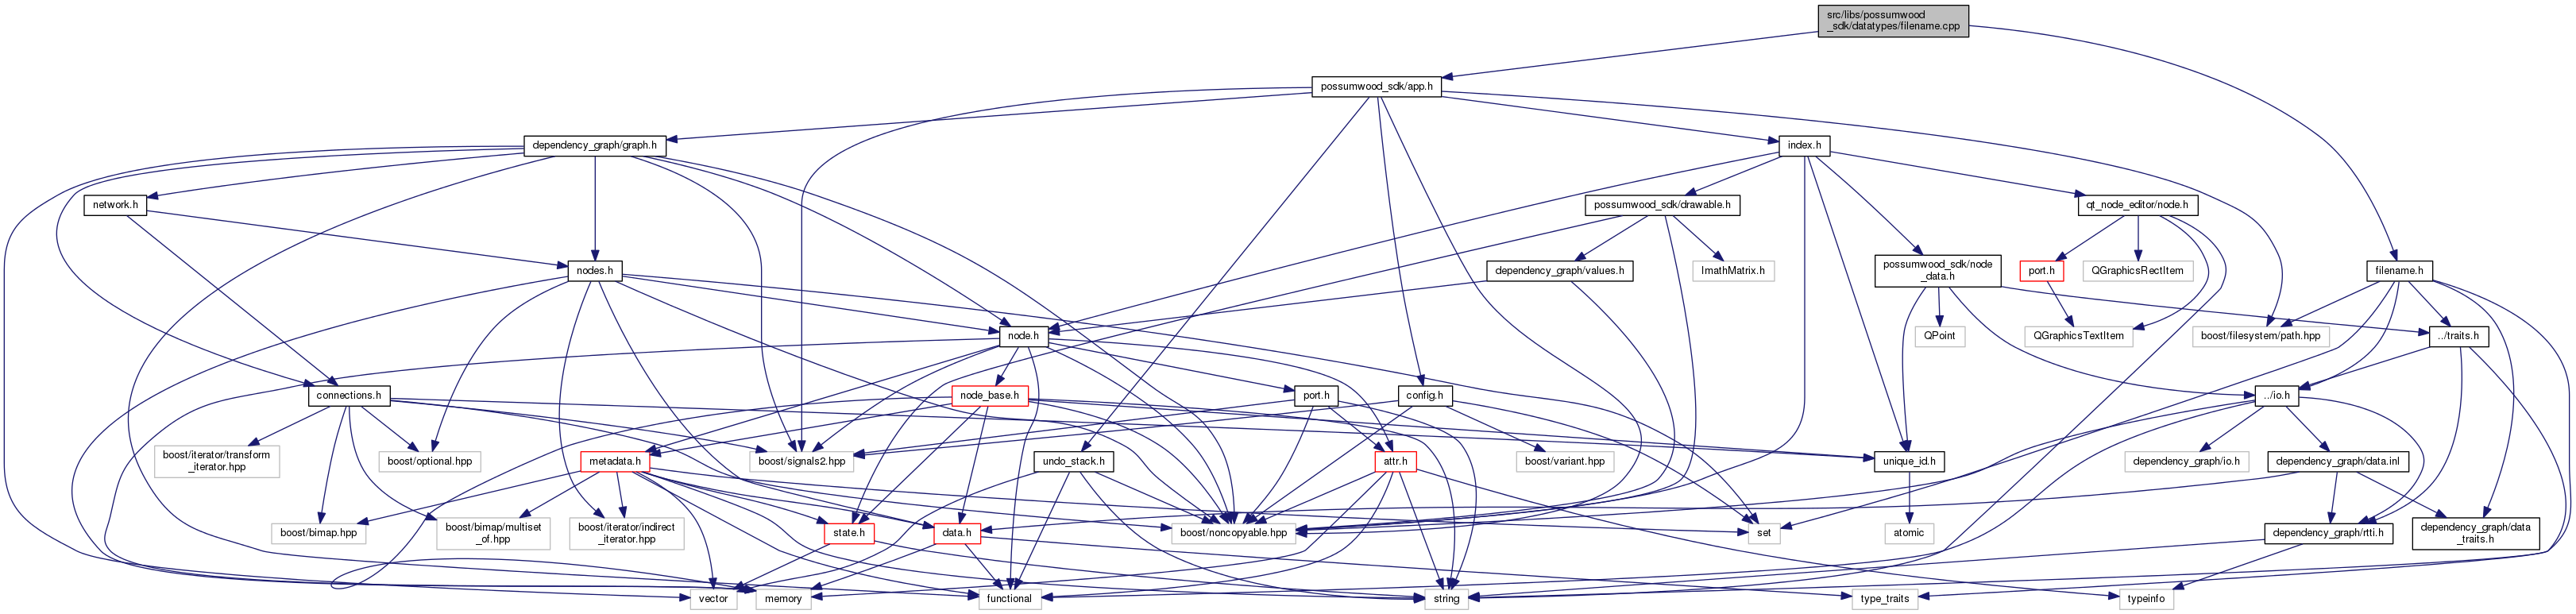 src/libs/possumwood
_sdk/datatypes/filename.cpp
possumwood_sdk/app.h
dependency_graph/graph.h
index.h
network.h
possumwood_sdk/drawable.h
qt_node_editor/node.h
nodes.h
dependency_graph/values.h
ImathMatrix.h
possumwood_sdk/node
_data.h
port.h
QGraphicsRectItem
filename.h
node.h
QPoint
QGraphicsTextItem
boost/filesystem/path.hpp
../traits.h
connections.h
node_base.h
port.h
config.h
../io.h
boost/iterator/transform
_iterator.hpp
boost/optional.hpp
metadata.h
boost/signals2.hpp
undo_stack.h
attr.h
boost/variant.hpp
unique_id.h
dependency_graph/io.h
dependency_graph/data.inl
boost/bimap.hpp
boost/bimap/multiset
_of.hpp
boost/iterator/indirect
_iterator.hpp
state.h
data.h
boost/noncopyable.hpp
set
atomic
dependency_graph/rtti.h
dependency_graph/data
_traits.h
vector
memory
functional
string
type_traits
typeinfo